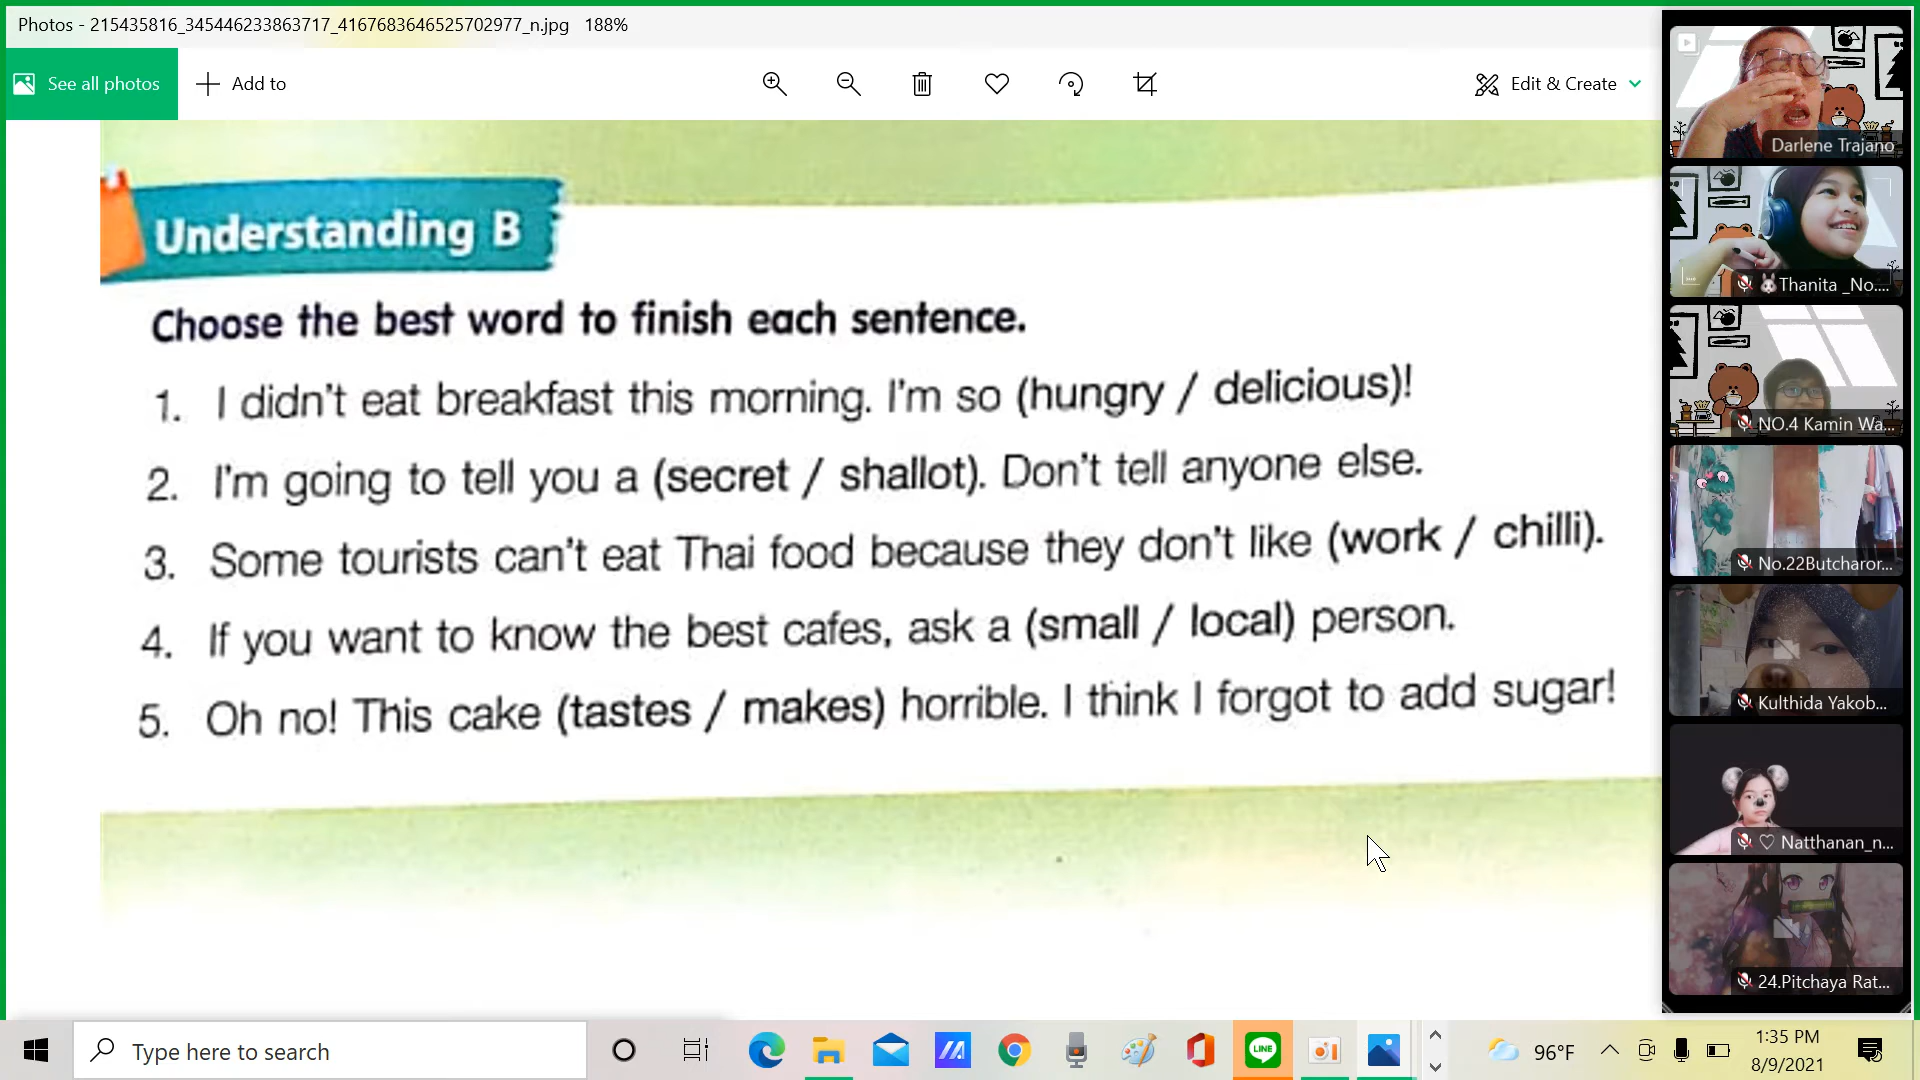 Photos - 215435816_345446233863717_4167683646525702977_n.jpg 188%
See all photos
Add to
Edit & Create
Understanding B
Choose the best word to finish each sentence.
1. I didn't eat breakfast this morning. I'm so (hungry / delicious)!
2. I'm going to tell you a (secret / shallot). Don't tell anyone else.
3. Some tourists can't eat Thai food because they don't like (work / chilli).
4. If you want to know the best cafes, ask a (small / local) person.
5. Oh no! This cake (tastes / makes) horrible. I think I forgot to add sugar!
Darlene Trajano
Thanita _No....
NO.4 Kamin Wa...
No.22Butcharor...
Kulthida Yakob...
♡ Natthanan_n...
24.Pitchaya Rat...
Type here to search
LINE
96°F
1:35 PM
8/9/2021